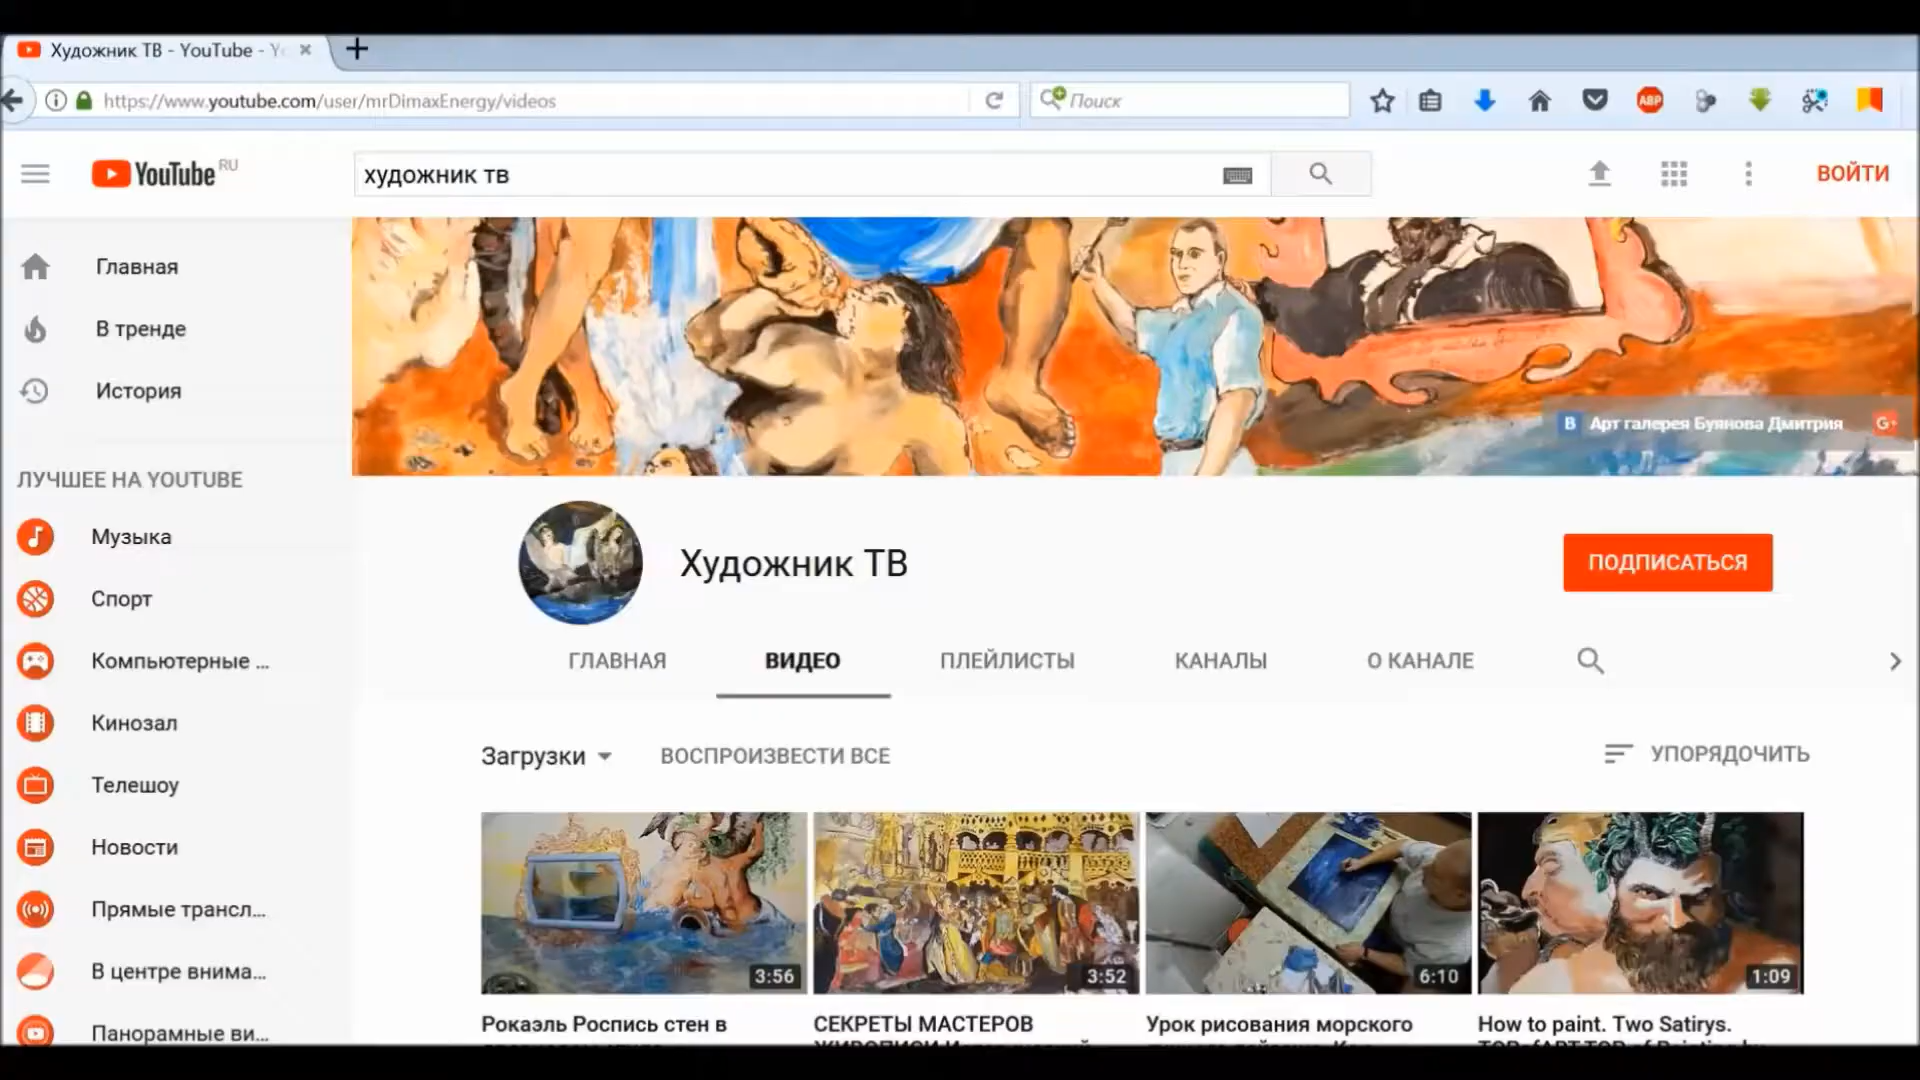 Художник ТВ - YouTube -
https://www.youtube.com/user/mrDimaxEnergy/videos
Поиск
ABP
YouTube RU
художник тв
ВОЙТИ
Главная
В тренде
История
B Арт галерея Буянова Дмитрия G+
ЛУЧШЕЕ НА YOUTUBE
Музыка
Спорт
Компьютерные ...
Кинозал
Телешоу
Новости
Прямые трансл...
В центре внима...
Панорамные ви...
Художник ТВ
ПОДПИСАТЬСЯ
ГЛАВНАЯ ВИДЕО ПЛЕЙЛИСТЫ КАНАЛЫ О КАНАЛЕ
Загрузки ВОСПРОИЗВЕСТИ ВСЕ УПОРЯДОЧИТЬ
3:56 3:52 6:10 1:09
Рокаэль Роспись стен в
СЕКРЕТЫ МАСТЕРОВ
Урок рисования морского
How to paint. Two Satirys.